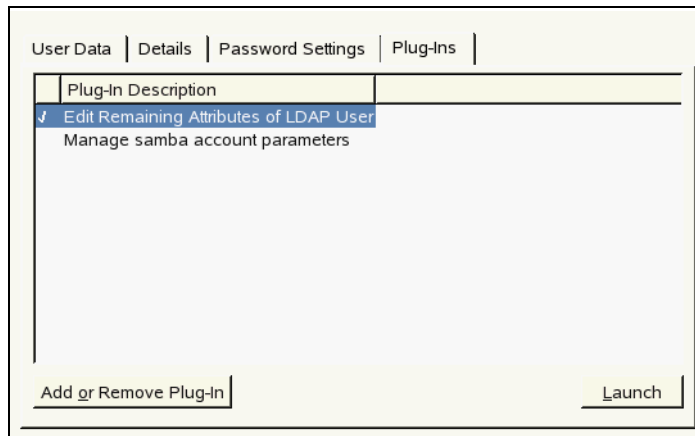 User Data Details Password Settings Plug-Ins
Plug-In Description
Edit Remaining Attributes of LDAP User
Manage samba account parameters
Add or Remove Plug-In Launch